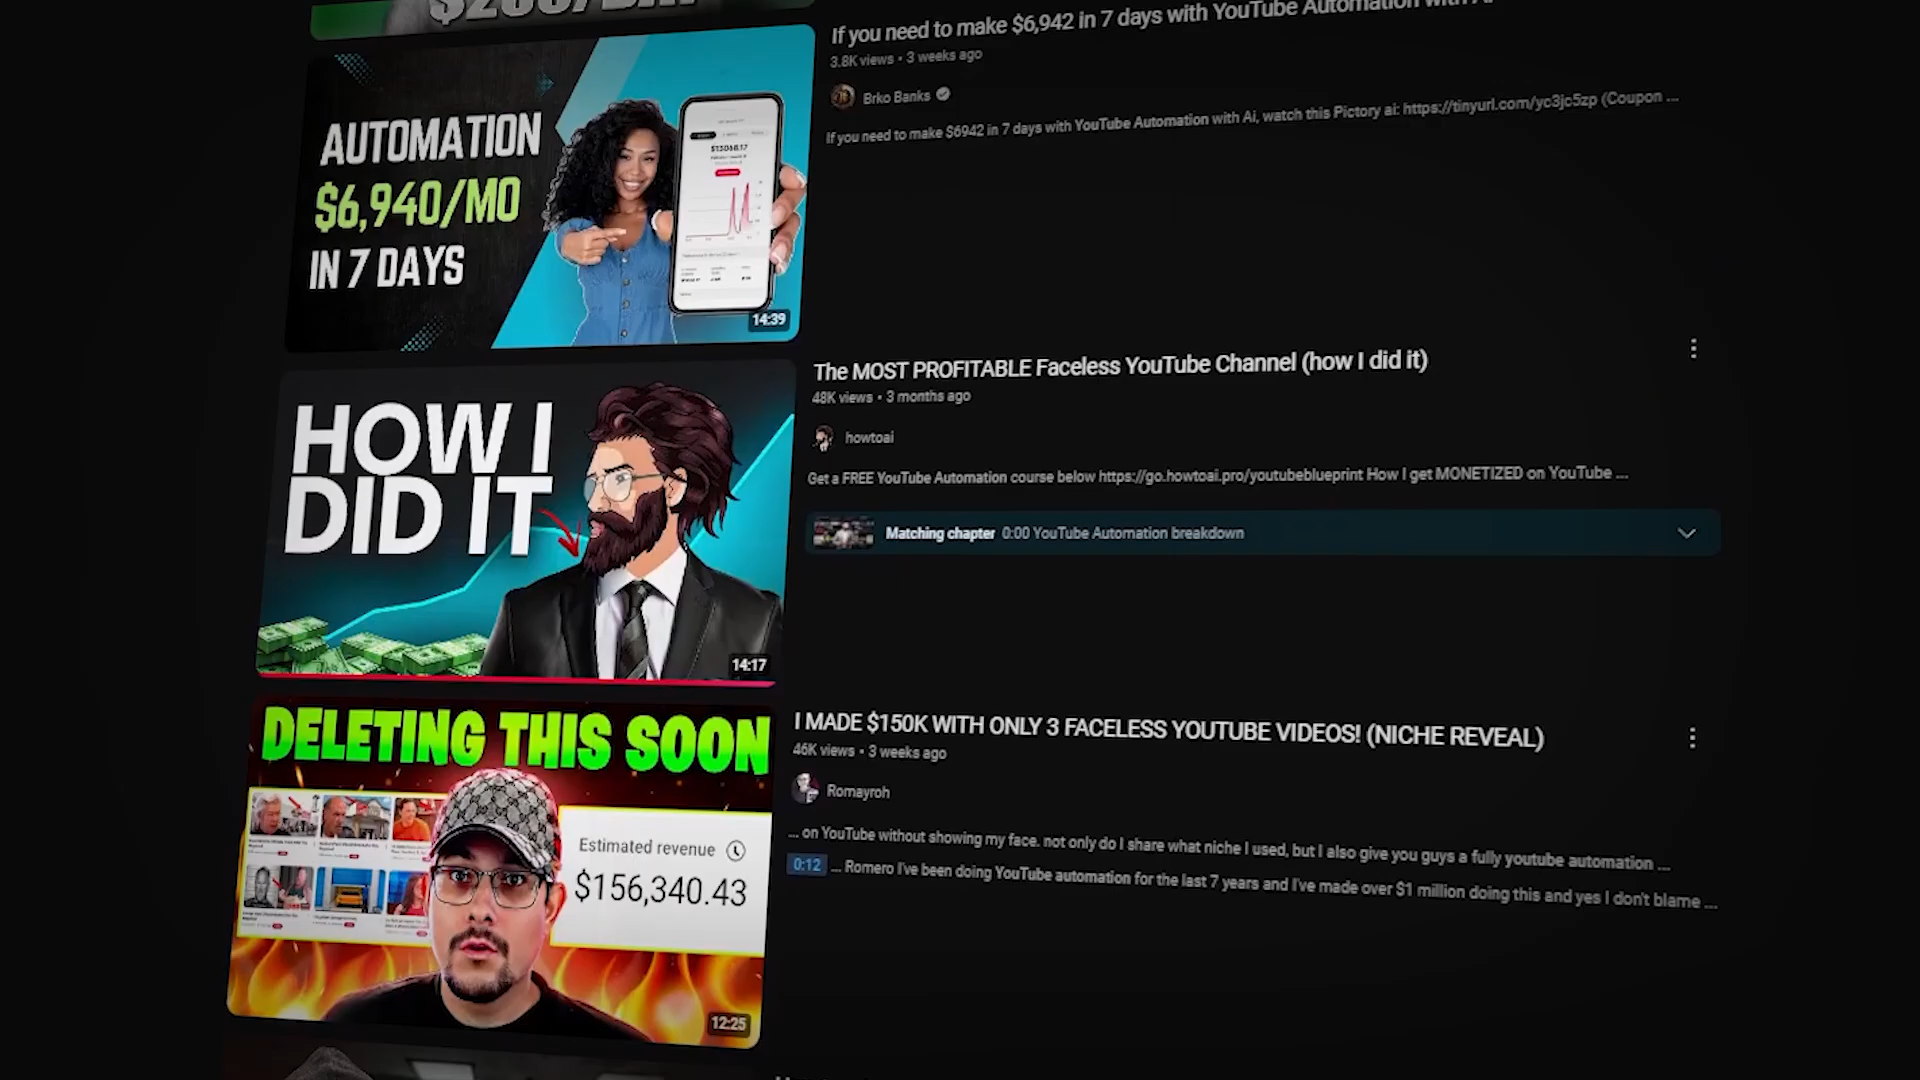 If you need to make $6,942 in 7 days with YouTube Automation with
3.8K views • 3 weeks ago
Brko Banks
If you need to make $6942 in 7 days with YouTube Automation with Ai, watch this Pictory ai: https://tinyurl.com/yc3jc5zp (Coupon ...
AUTOMATION
$6,940/MO
IN 7 DAYS
$13068.17
14:39
The MOST PROFITABLE Faceless YouTube Channel (how I did it)
48K views • 3 months ago
howtoai
Get a FREE YouTube Automation course below https://go.howtoai.pro/youtubeblueprint How I get MONETIZED on YouTube ...
Matching chapter 0:00 YouTube Automation breakdown
HOW I
DID IT
14:17
I MADE $150K WITH ONLY 3 FACELESS YOUTUBE VIDEOS! (NICHE REVEAL)
46K views • 3 weeks ago
Romayroh
... on YouTube without showing my face. not only do I share what niche I used, but I also give you guys a fully youtube automation ...
0:12 ... Romero I've been doing YouTube automation for the last 7 years and I've made over $1 million doing this and yes I don't blame ...
DELETING THIS SOON
Estimated revenue
$156,340.43
12:25